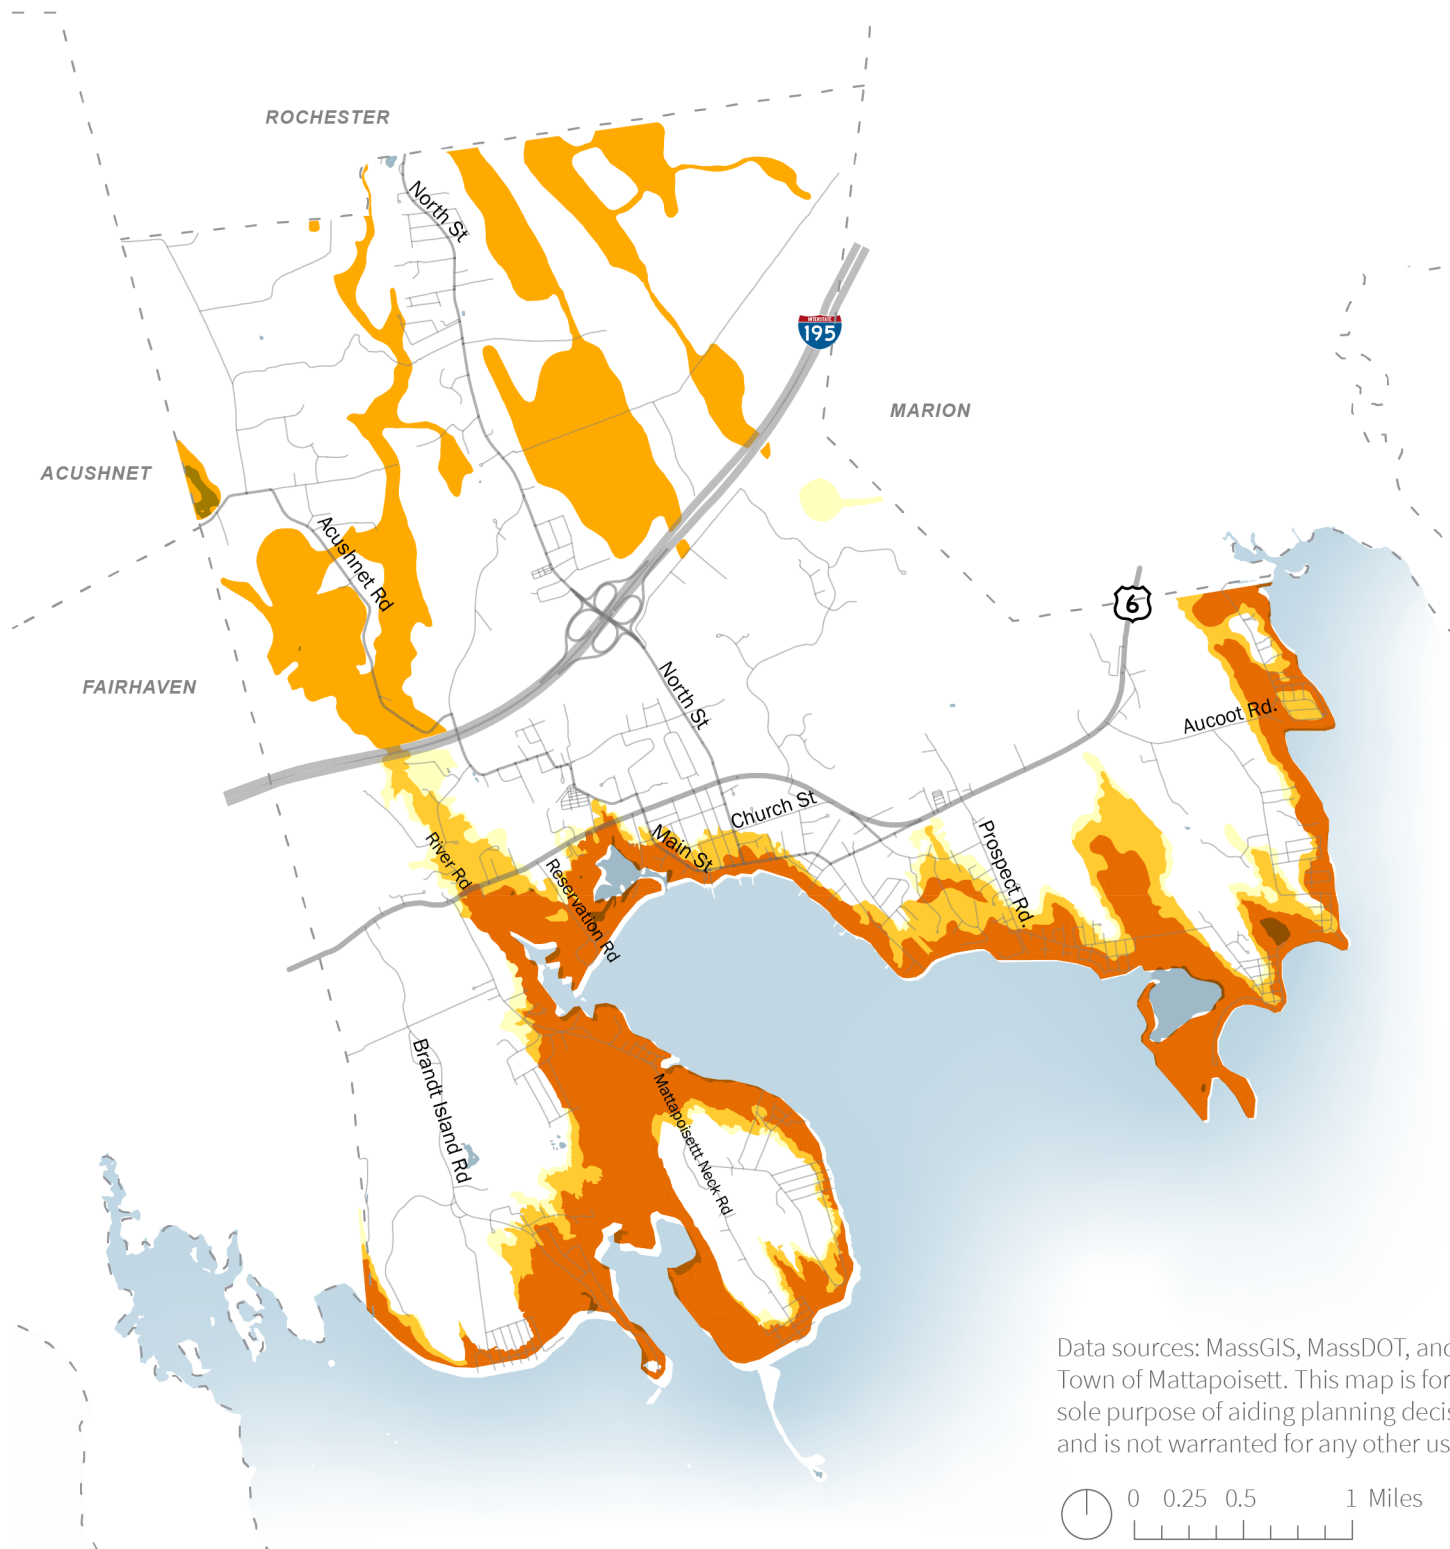 ROCHESTER
North St
INTERSTATE
195
MARION
ACUSHNET
Acushnet Rd
6
FAIRHAVEN
North St
Aucoot Rd.
Church St
Main St
River Rd
Prospect Rd.
Reservation Rd
Brandt Island Rd
Mattapoisettt Neck Rd
Data sources: MassGIS, MassDOT, and
Town of Mattapoisett. This map is for
sole purpose of aiding planning decis
and is not warranted for any other us
0 0.25 0.5 1 Miles